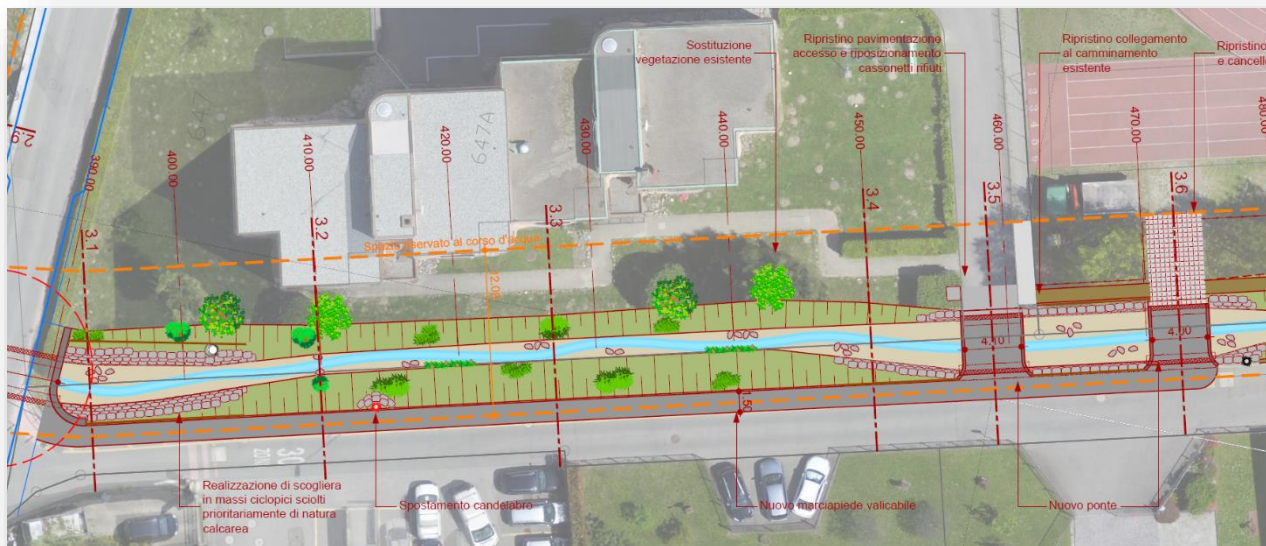 Sostituzione
vegetazione esistente
Ripristino pavimentazione
accesso e riposizionamento
cassonetti rifiuti
Ripristino collegamento
al camminamento
esistente
Ripristino
e cancell
390.00
400.00
410.00
420.00
430.00
440.00
450.00
460.00
470.00
480.00
647A
3.1
3.2
3.3
3.4
3.5
3.6
Spazio riservato al corso d'acqua
4.00
1.50
30
Realizzazione di scogliera
in massi ciclopici sciolti
prioritariamente di natura
calcarea
Spostamento candelabro
Nuovo marciapiede valicabile
Nuovo ponte